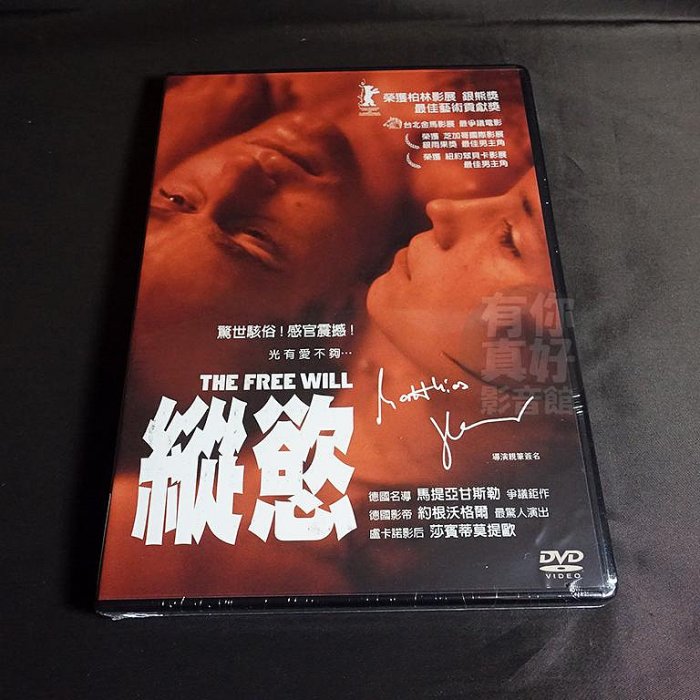 榮獲柏林影展 銀熊獎
最佳藝術貢獻獎
台北金馬影展 最爭議電影
榮獲 芝加哥國際影展
銀雨果獎 最佳男主角
榮獲 紐約翠貝卡影展
最佳男主角
驚世駭俗!感官震撼!
光有愛不夠…
THE FREE WILL
縱慾
Matthias
導演親筆簽名
德國名導 馬提亞甘斯勒 爭議鉅作
德國影帝 約根沃格爾 最驚人演出
盧卡諾影后 莎賓蒂莫提歐
DVD
VIDEO
有你
真好
影音館